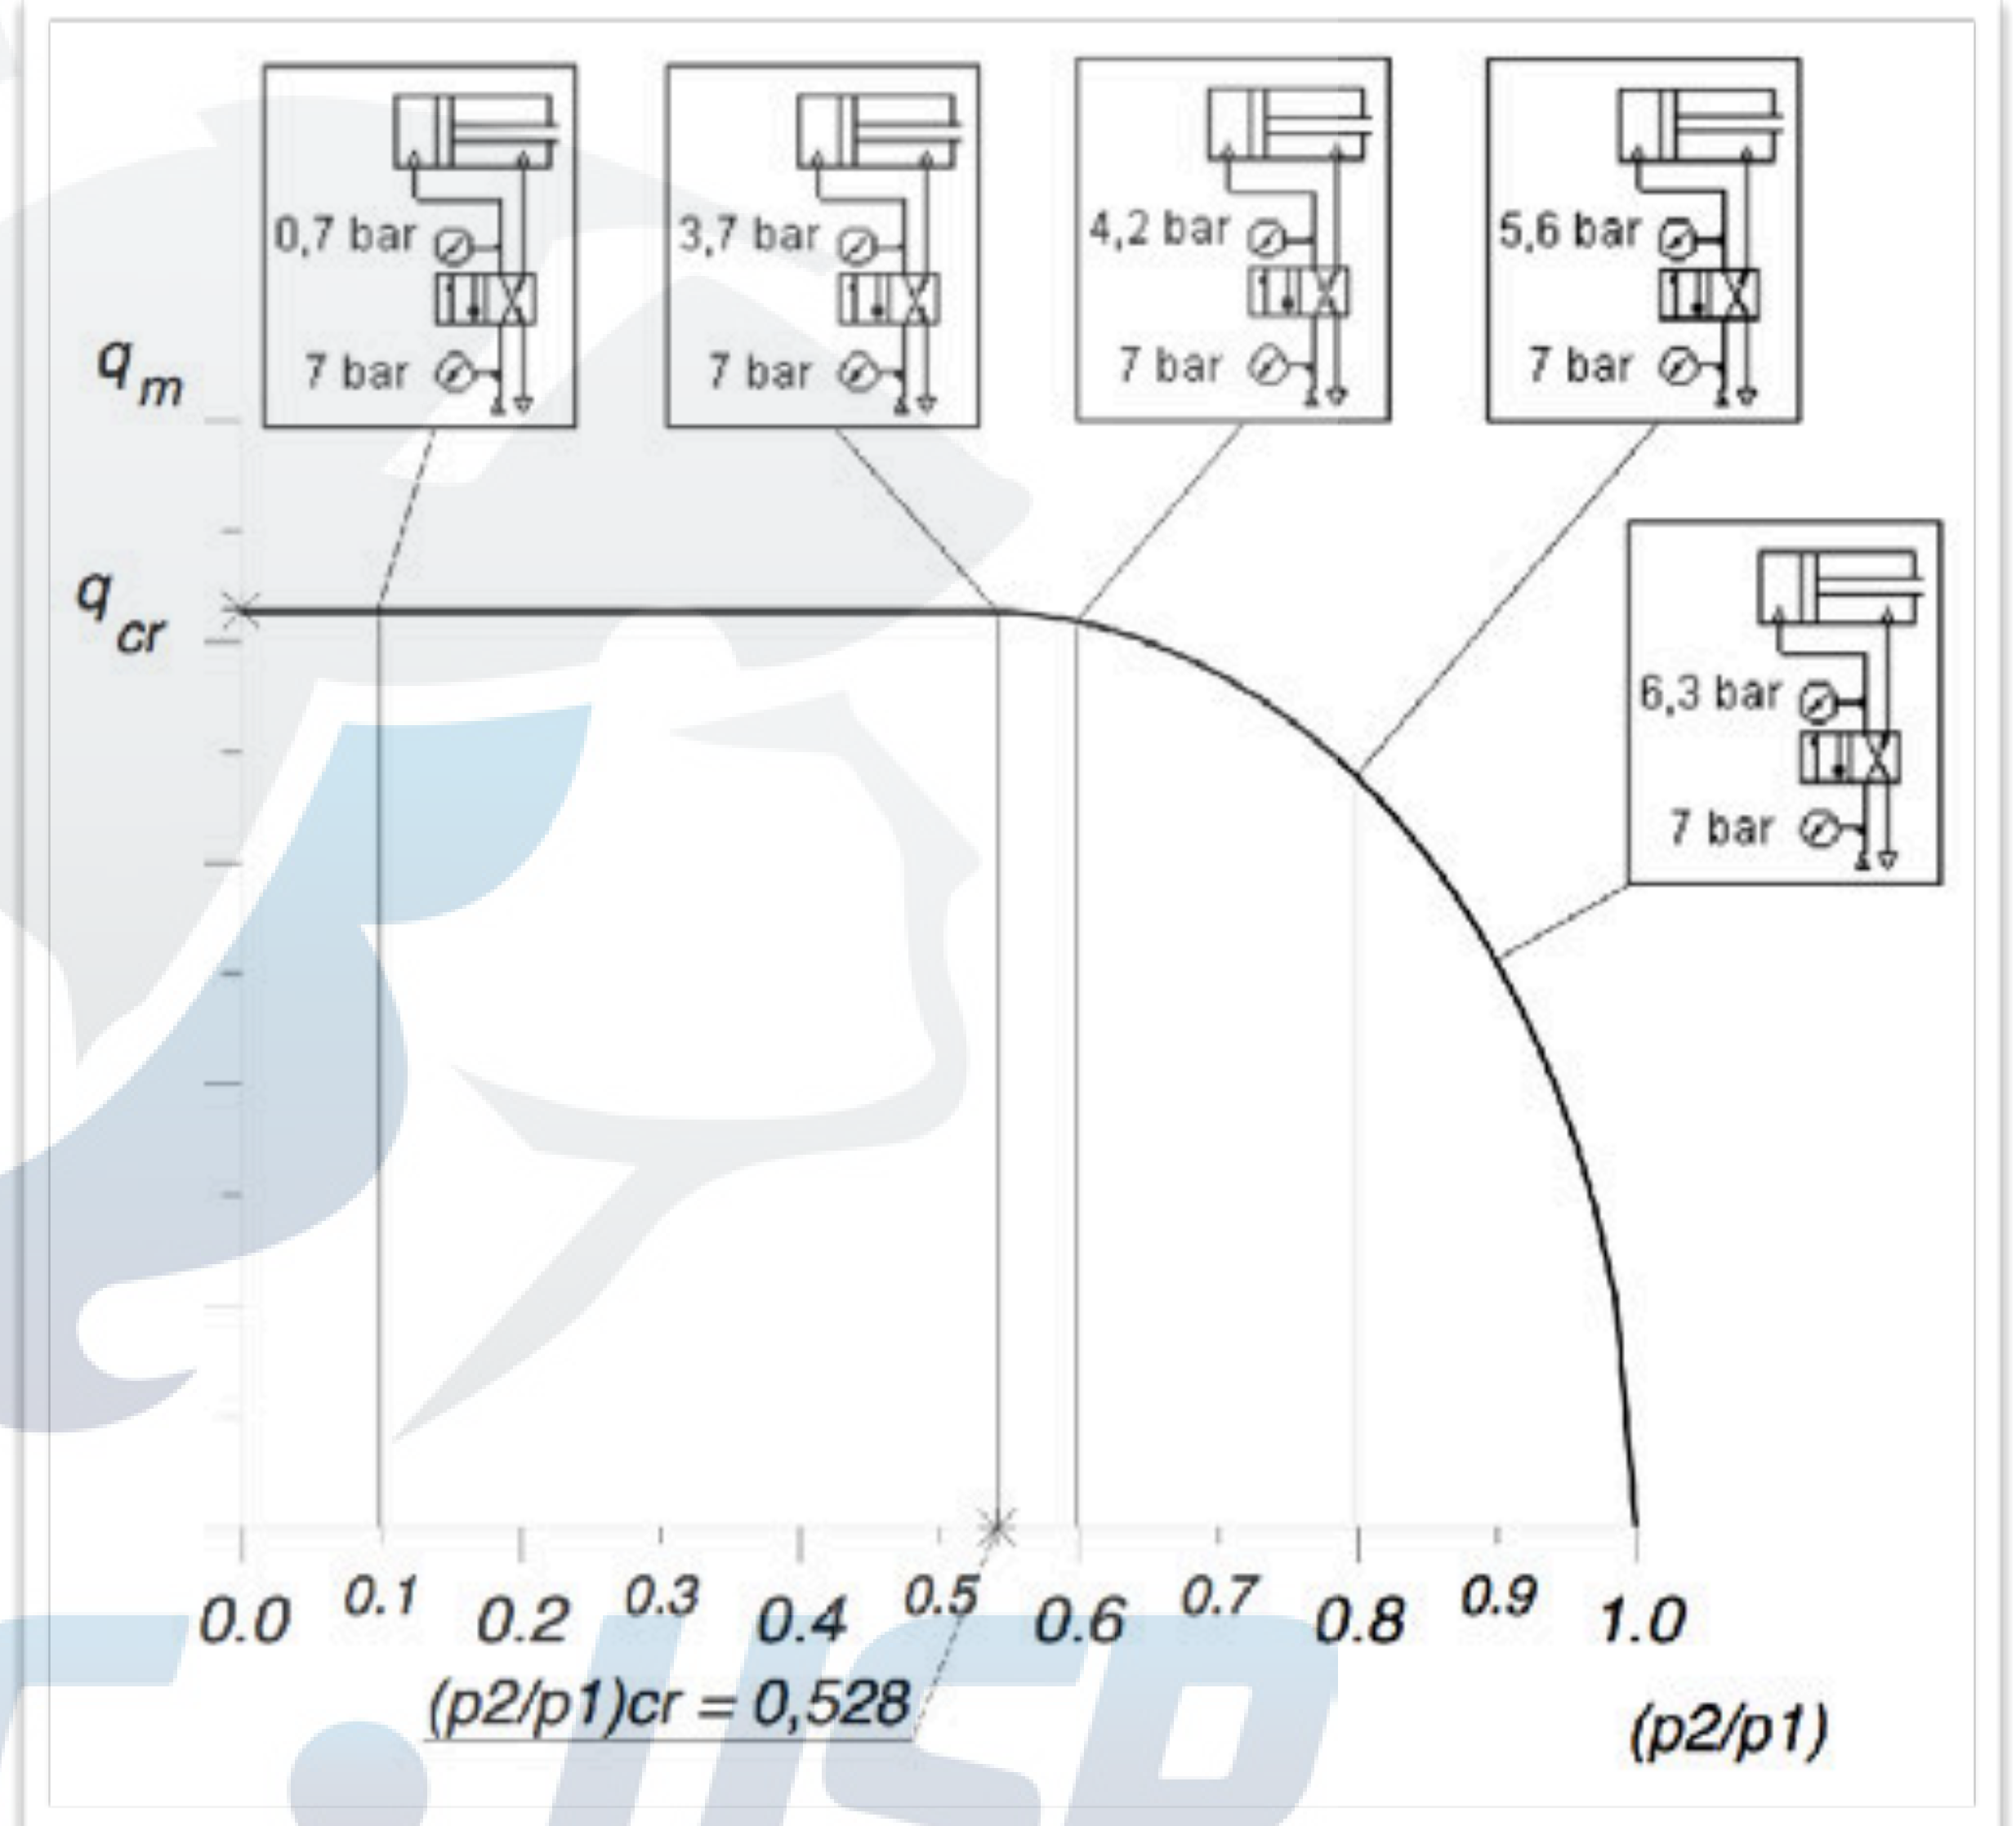 0,7 bar
7 bar
3,7 bar
7 bar
4,2 bar
7 bar
5,6 bar
7 bar
q m
q cr
6,3 bar
7 bar
0.0 0.1 0.2 0.3 0.4 0.5 0.6 0.7 0.8 0.9 1.0
(p2/p1)cr = 0,528
(p2/p1)